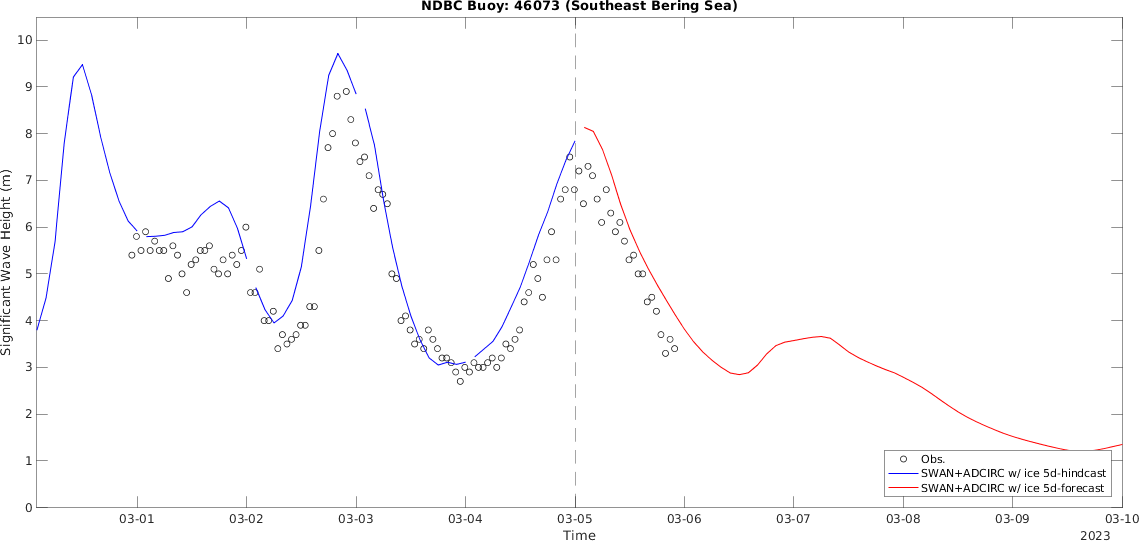 NDBC Buoy: 46073 (Southeast Bering Sea)
Significant Wave Height (m)
10
9
8
7
6
5
4
3
2
1
0
Obs.
SWAN+ADCIRC w/ ice 5d-hindcast
SWAN+ADCIRC w/ ice 5d-forecast
03-01 03-02 03-03 03-04 03-05 03-06 03-07 03-08 03-09 03-10
Time
2023